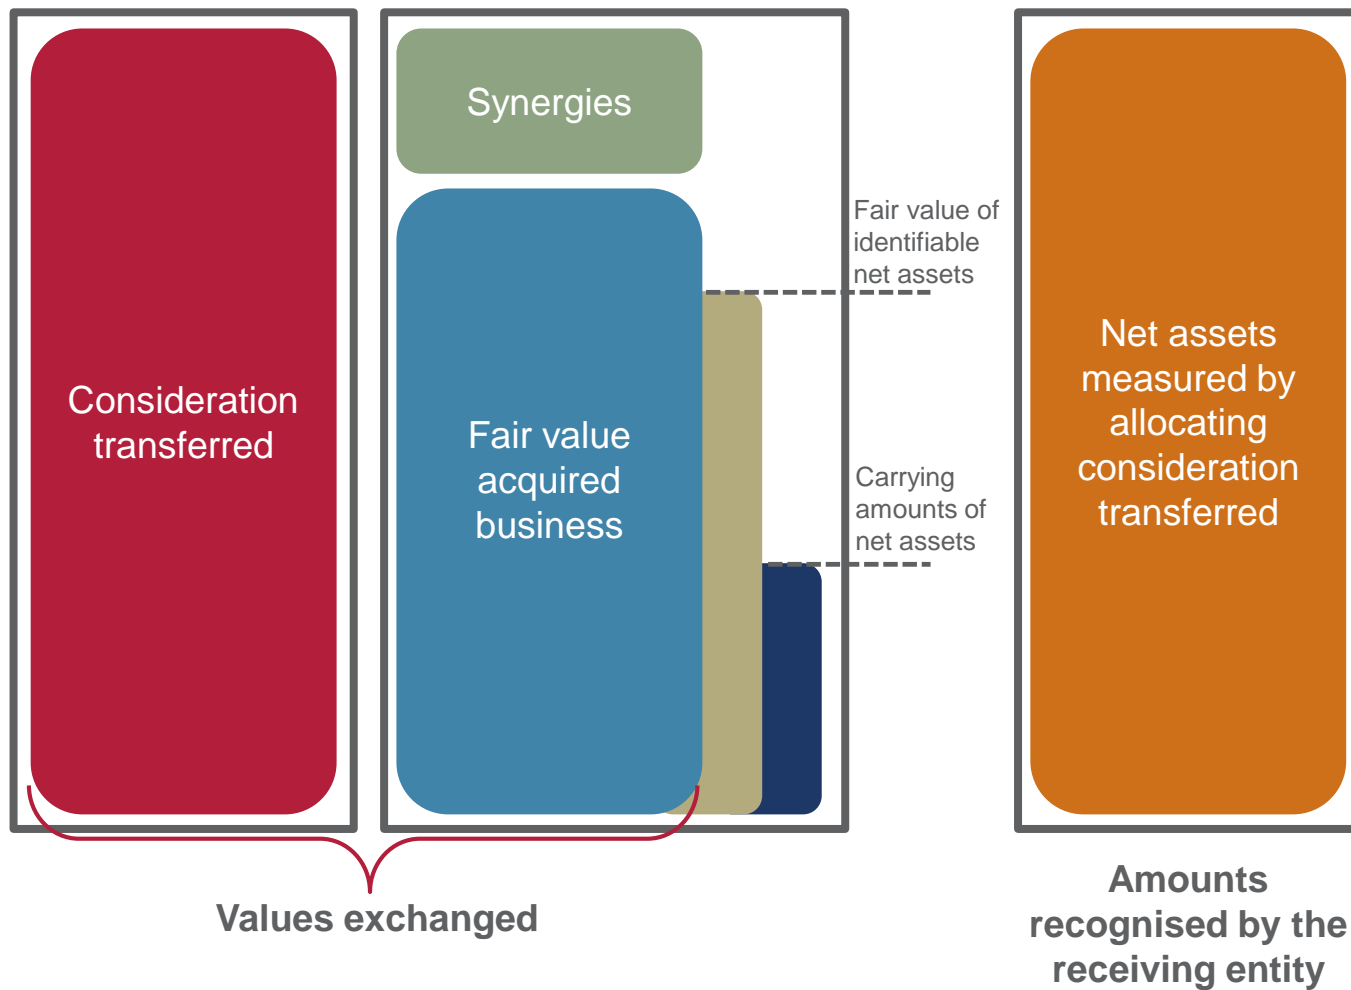 Consideration
transferred
Synergies
Fair value
acquired
business
Fair value of
identifiable
net assets
Carrying
amounts of
net assets
Net assets
measured by
allocating
consideration
transferred
Values exchanged
Amounts
recognised by the
receiving entity